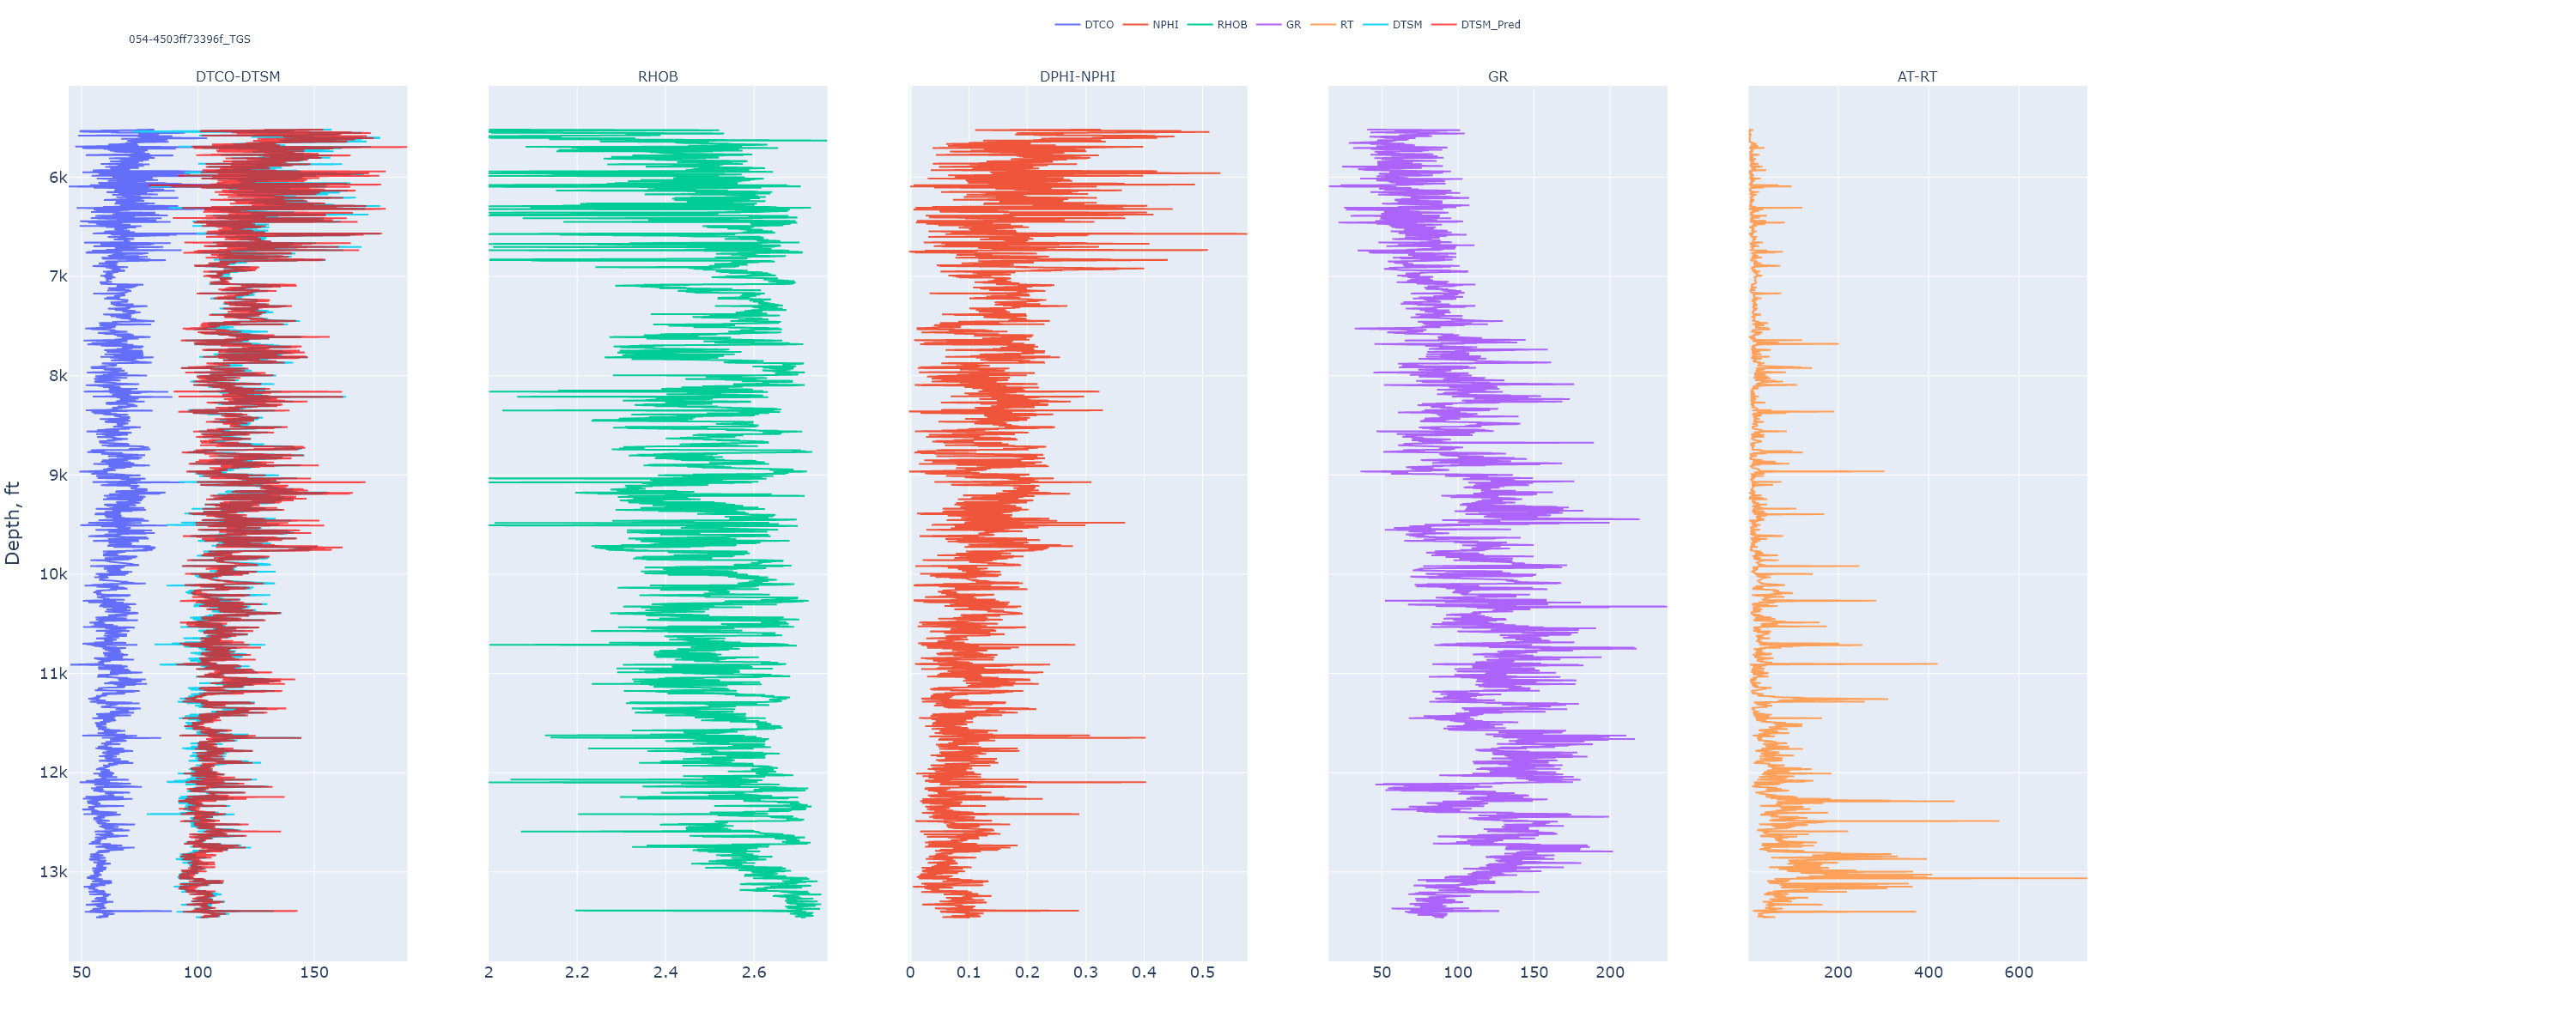 DTCO NPHI RHOB GR RT DTSM DTSM_Pred
054-4503ff73396f_TGS
DTCO-DTSM RHOB DPHI-NPHI GR AT-RT
6k
7k
8k
9k
Depth, ft
10k
11k
12k
13k
50 100 150 2 2.2 2.4 2.6 0 0.1 0.2 0.3 0.4 0.5 50 100 150 200 200 400 600